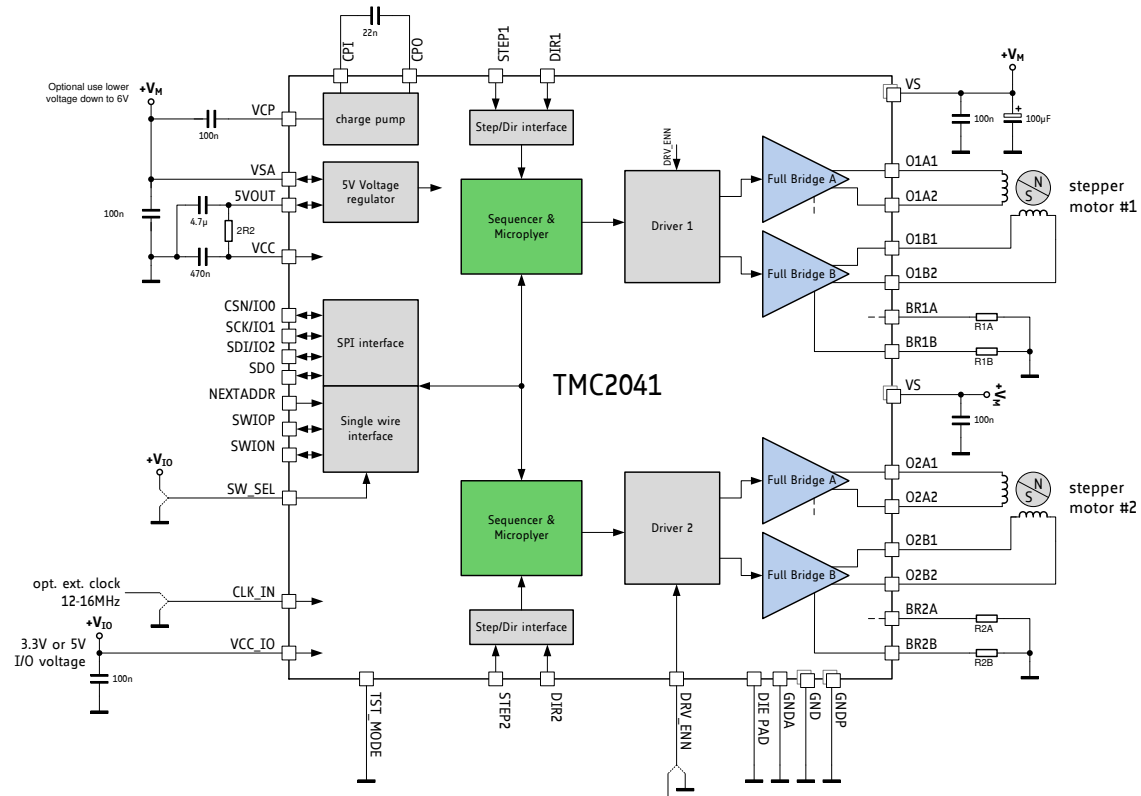 22n
CPI
CPO
STEP1
DIR1
+VM
Optional use lower
voltage down to 6V
+VM
VCP
100n
charge pump
Step/Dir interface
VS
100n
+
100µF
DRV_ENN
VSA
5VOUT
5V Voltage
regulator
100n
4.7µ
2R2
VCC
470n
Sequencer &
Microplyer
Driver 1
Full Bridge A
Full Bridge B
O1A1
O1A2
O1B1
O1B2
N
S
stepper
motor #1
BR1A
R1A
BR1B
R1B
CSN/IO0
SCK/IO1
SDI/IO2
SDO
NEXTADDR
SWIOP
SWION
SPI interface
Single wire
interface
TMC2041
VS
+VM
100n
+VIO
SW_SEL
Sequencer &
Microplyer
Driver 2
Full Bridge A
Full Bridge B
O2A1
O2A2
O2B1
O2B2
N
S
stepper
motor #2
opt. ext. clock
12-16MHz
CLK_IN
+VIO
3.3V or 5V
I/O voltage
VCC_IO
100n
Step/Dir interface
BR2A
R2A
BR2B
R2B
TST_MODE
STEP2
DIR2
DRV_ENN
DIE PAD
GNDA
GND
GNDP